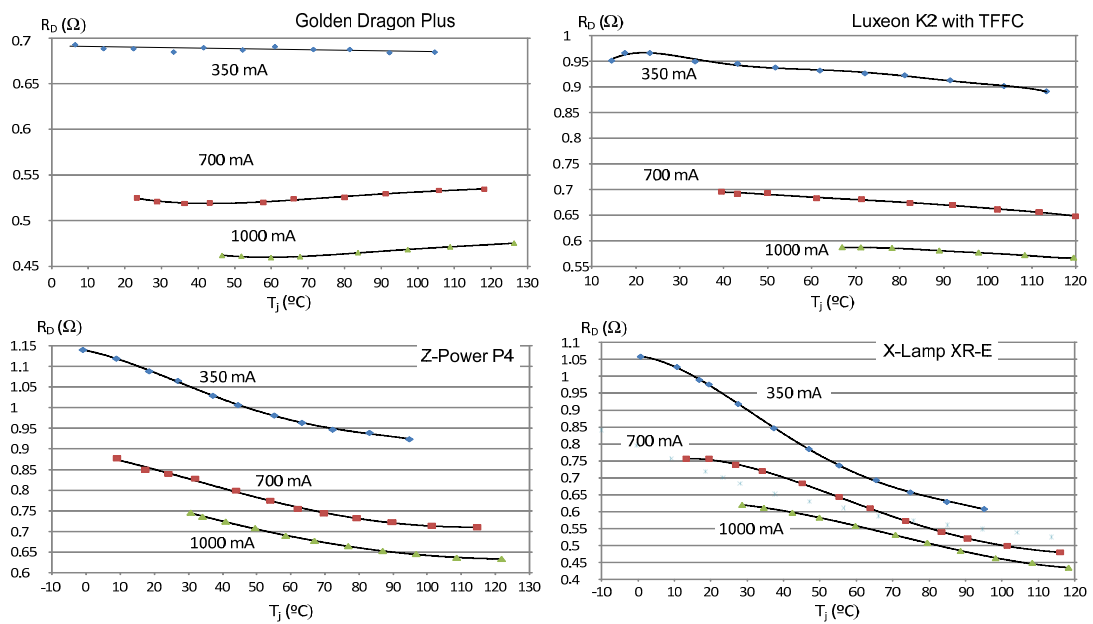 Golden Dragon Plus
R_D (Ω)
0.7
0.65
0.6
0.55
0.5
0.45
350 mA
700 mA
1000 mA
0 10 20 30 40 50 60 70 80 90 100 110 120 130
T_j (ºC)
Luxeon K2 with TFFC
R_D (Ω)
1
0.95
0.9
0.85
0.8
0.75
0.7
0.65
0.6
0.55
350 mA
700 mA
1000 mA
10 20 30 40 50 60 70 80 90 100 110 120
T_j (ºC)
R_D (Ω)
Z-Power P4
1.15
1.1
1.05
1
0.95
0.9
0.85
0.8
0.75
0.7
0.65
0.6
350 mA
700 mA
1000 mA
-10 0 10 20 30 40 50 60 70 80 90 100 110 120 130
T_j (ºC)
R_D (Ω)
X-Lamp XR-E
1.1
1.05
1
0.95
0.9
0.85
0.8
0.75
0.7
0.65
0.6
0.55
0.5
0.45
0.4
350 mA
700 mA
1000 mA
-10 0 10 20 30 40 50 60 70 80 90 100 110 120
T_j (ºC)